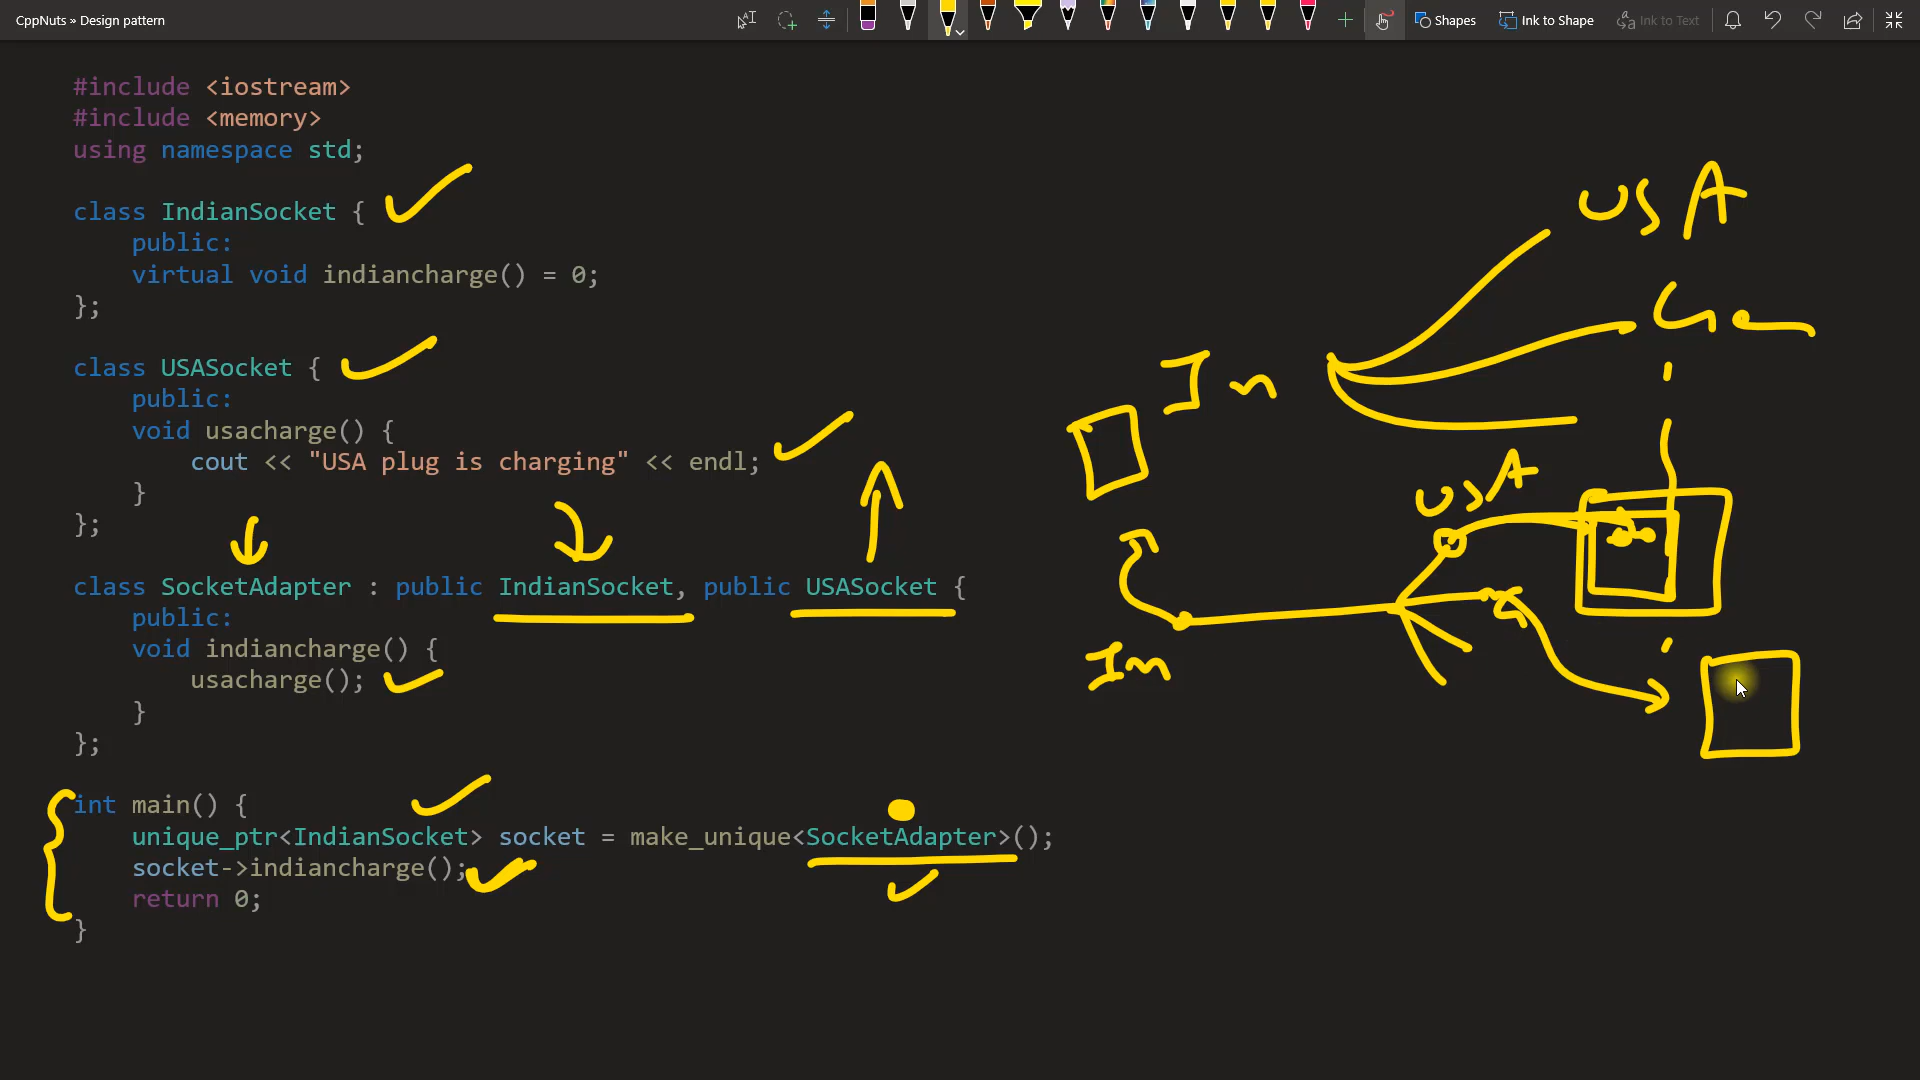 CppNuts » Design pattern
Shapes
Ink to Shape
Ink to Text
#include <iostream>
#include <memory>
using namespace std;
class IndianSocket {
public:
virtual void indiancharge() = 0;
};
class USASocket {
public:
void usacharge() {
cout << "USA plug is charging" << endl;
}
};
class SocketAdapter : public IndianSocket, public USASocket {
public:
void indiancharge() {
usacharge();
}
};
int main() {
unique_ptr<IndianSocket> socket = make_unique<SocketAdapter>();
socket->indiancharge();
return 0;
}
USA
Ger
In
USA
In